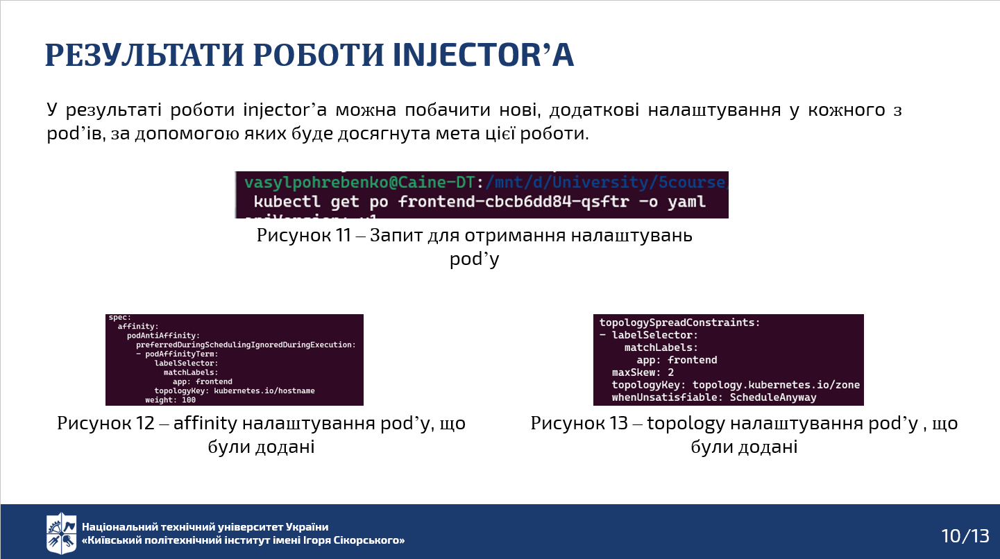 РЕЗУЛЬТАТИ РОБОТИ INJECTOR’A
У результаті роботи injector’a можна побачити нові, додаткові налаштування у кожного з
pod’ів, за допомогою яких буде досягнута мета цієї роботи.
vasylpohrebenko@Caine-DT:/mnt/d/University/5course/
kubectl get po frontend-cbcb6dd84-qsftr -o yaml
Рисунок 11 – Запит для отримання налаштувань
pod’у
spec:
  affinity:
    podAntiAffinity:
      preferredDuringSchedulingIgnoredDuringExecution:
      - podAffinityTerm:
          labelSelector:
            matchLabels:
              app: frontend
          topologyKey: kubernetes.io/hostname
        weight: 100
Рисунок 12 – affinity налаштування pod’у, що
були додані
topologySpreadConstraints:
- labelSelector:
    matchLabels:
      app: frontend
  maxSkew: 2
  topologyKey: topology.kubernetes.io/zone
  whenUnsatisfiable: ScheduleAnyway
Рисунок 13 – topology налаштування pod’у , що
були додані
Національний технічний університет України
«Київський політехнічний інститут імені Ігоря Сікорського»
10/13